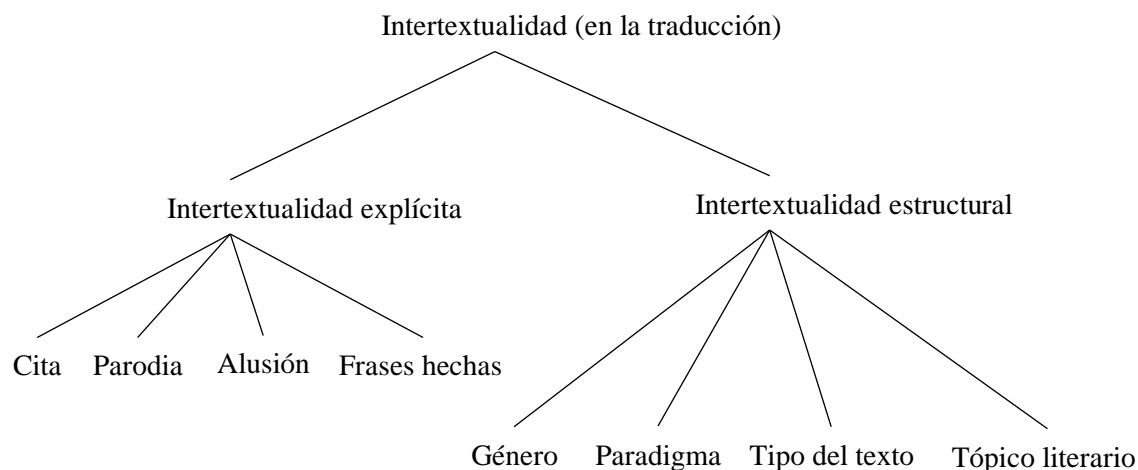 Intertextualidad (en la traducción)
Intertextualidad explícita
Intertextualidad estructural
Cita
Parodia
Alusión
Frases hechas
Género
Paradigma
Tipo del texto
Tópico literario